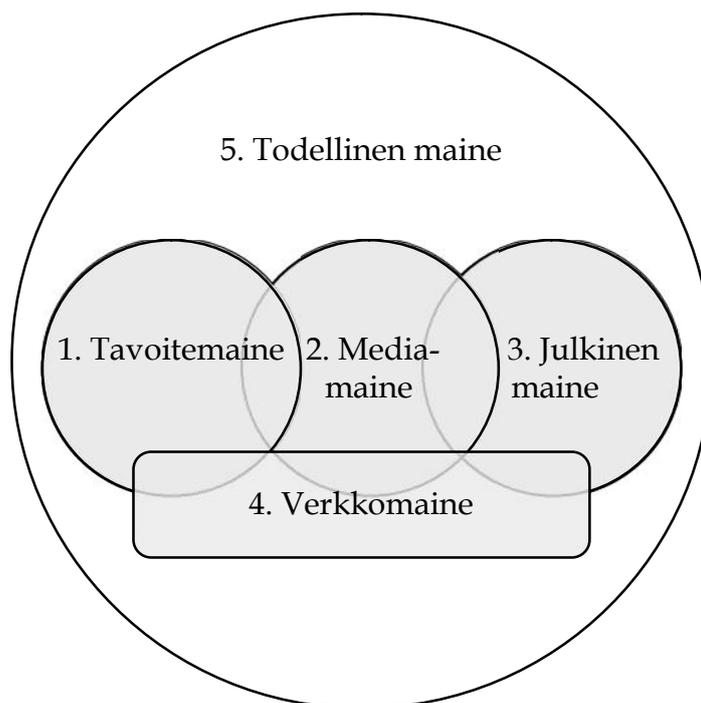 5. Todellinen maine
1. Tavoitemaine
2. Media-
maine
3. Julkinen
maine
4. Verkkomaine